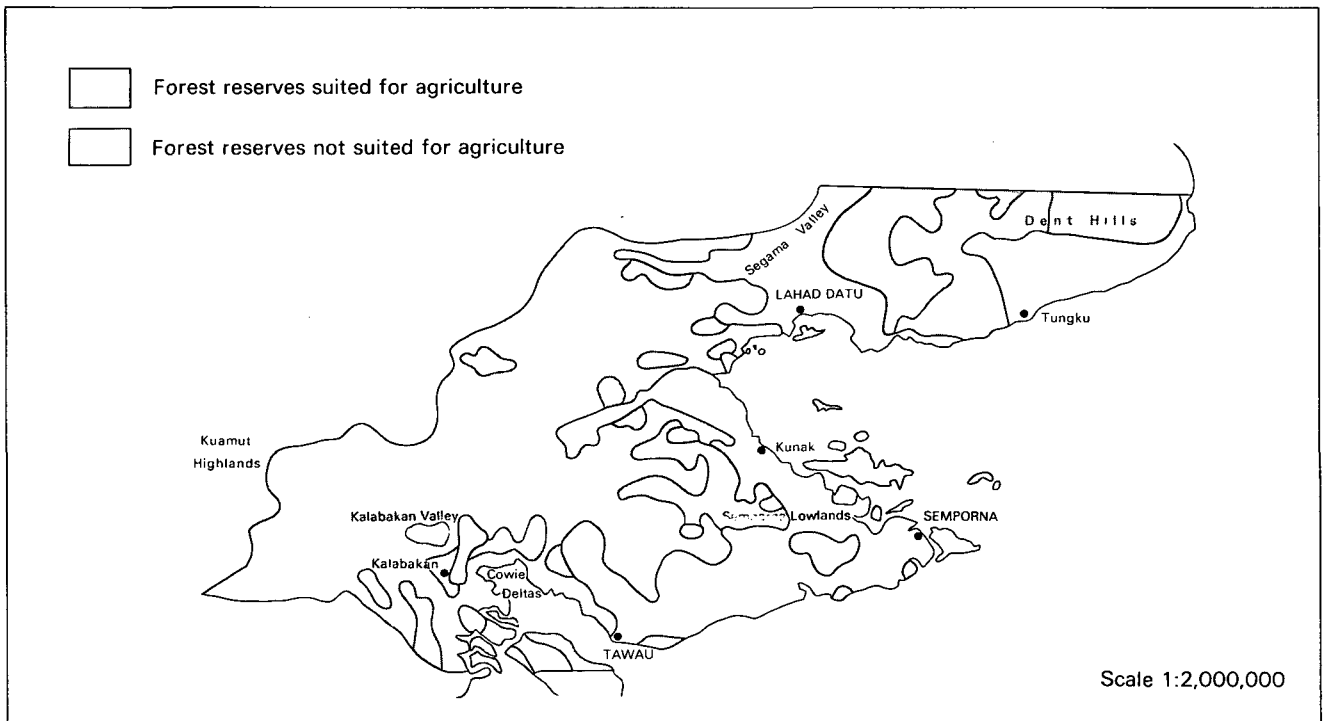 Forest reserves suited for agriculture
Forest reserves not suited for agriculture
Dent Hills
Segama Valley
LAHAD DATU
Tungku
Kuamut
Highlands
Kunak
Kalabakan Valley
Lowlands
SEMPORNA
Kalabakan
Cowie
Deltas
TAWAU
Scale 1:2,000,000